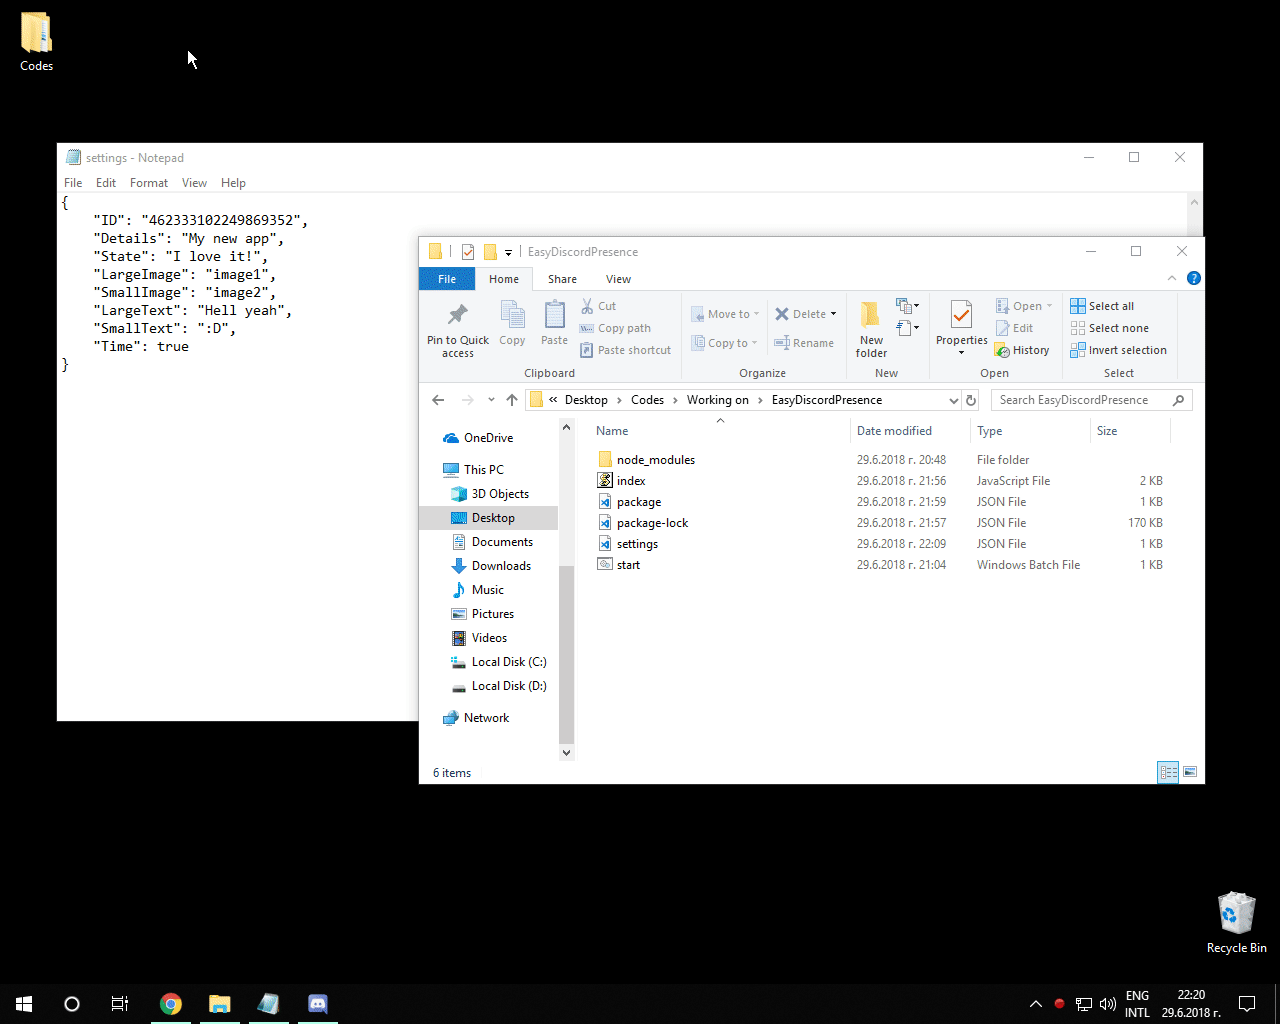 Codes
settings - Notepad
File Edit Format View Help
{
"ID": "462333102249869352",
"Details": "My new app",
"State": "I love it!",
"LargeImage": "image1",
"SmallImage": "image2",
"LargeText": "Hell yeah",
"SmallText": ":D",
"Time": true
}
EasyDiscordPresence
File Home Share View
Pin to Quick access
Copy
Paste
Cut
Copy path
Paste shortcut
Clipboard
Move to
Copy to
Delete
Rename
Organize
New folder
New
Properties
Open
Edit
History
Open
Select all
Select none
Invert selection
Select
« Desktop > Codes > Working on > EasyDiscordPresence
Search EasyDiscordPresence
OneDrive
This PC
3D Objects
Desktop
Documents
Downloads
Music
Pictures
Videos
Local Disk (C:)
Local Disk (D:)
Network
Name Date modified Type Size
node_modules 29.6.2018 г. 20:48 File folder
index 29.6.2018 г. 21:56 JavaScript File 2 KB
package 29.6.2018 г. 21:59 JSON File 1 KB
package-lock 29.6.2018 г. 21:57 JSON File 170 KB
settings 29.6.2018 г. 22:09 JSON File 1 KB
start 29.6.2018 г. 21:04 Windows Batch File 1 KB
6 items
Recycle Bin
ENG
INTL
22:20
29.6.2018 г.